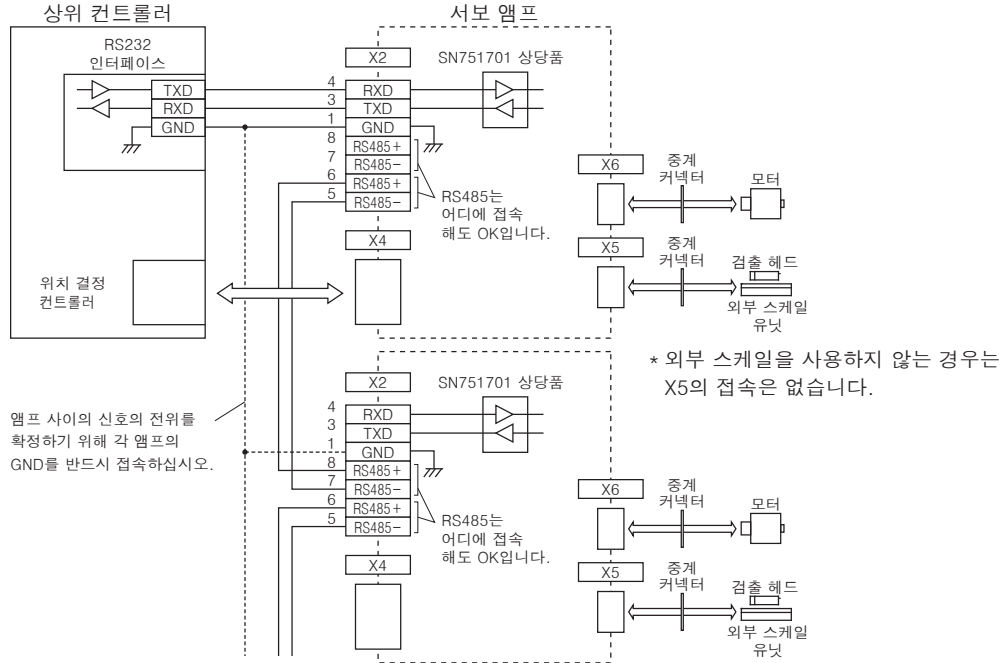 상위 컨트롤러
서보 앰프
RS232
인터페이스
TXD
RXD
GND
X2
SN751701 상당품
4 RXD
3 TXD
1 GND
8 RS485+
7 RS485-
6 RS485+
5 RS485-
RS485는
어디에 접속
해도 OK입니다.
X4
위치 결정
컨트롤러
X6
중계
커넥터
모터
X5
중계
커넥터
검출 헤드
외부 스케일
유닛
* 외부 스케일을 사용하지 않는 경우는
X5의 접속은 없습니다.
앰프 사이의 신호의 전위를
확정하기 위해 각 앰프의
GND를 반드시 접속하십시오.
X2
SN751701 상당품
4 RXD
3 TXD
1 GND
8 RS485+
7 RS485-
6 RS485+
5 RS485-
RS485는
어디에 접속
해도 OK입니다.
X4
X6
중계
커넥터
모터
X5
중계
커넥터
검출 헤드
외부 스케일
유닛